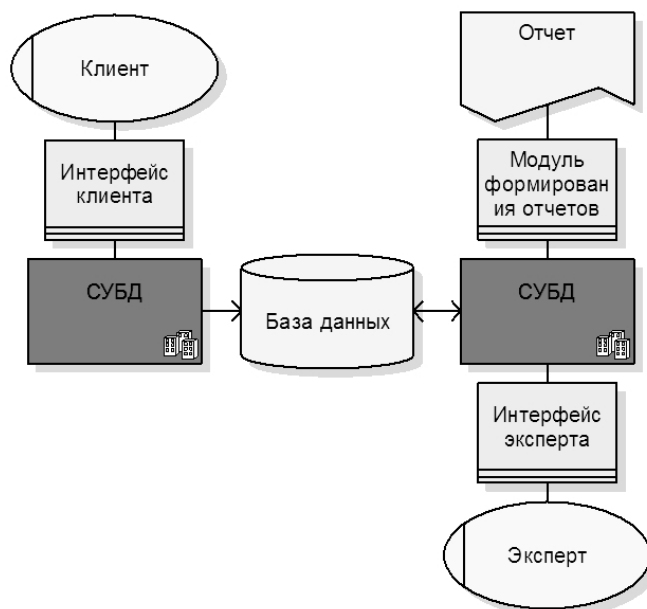 Клиент
Интерфейс
клиента
СУБД
База данных
Отчет
Модуль
формирован
ия отчетов
СУБД
Интерфейс
эксперта
Эксперт